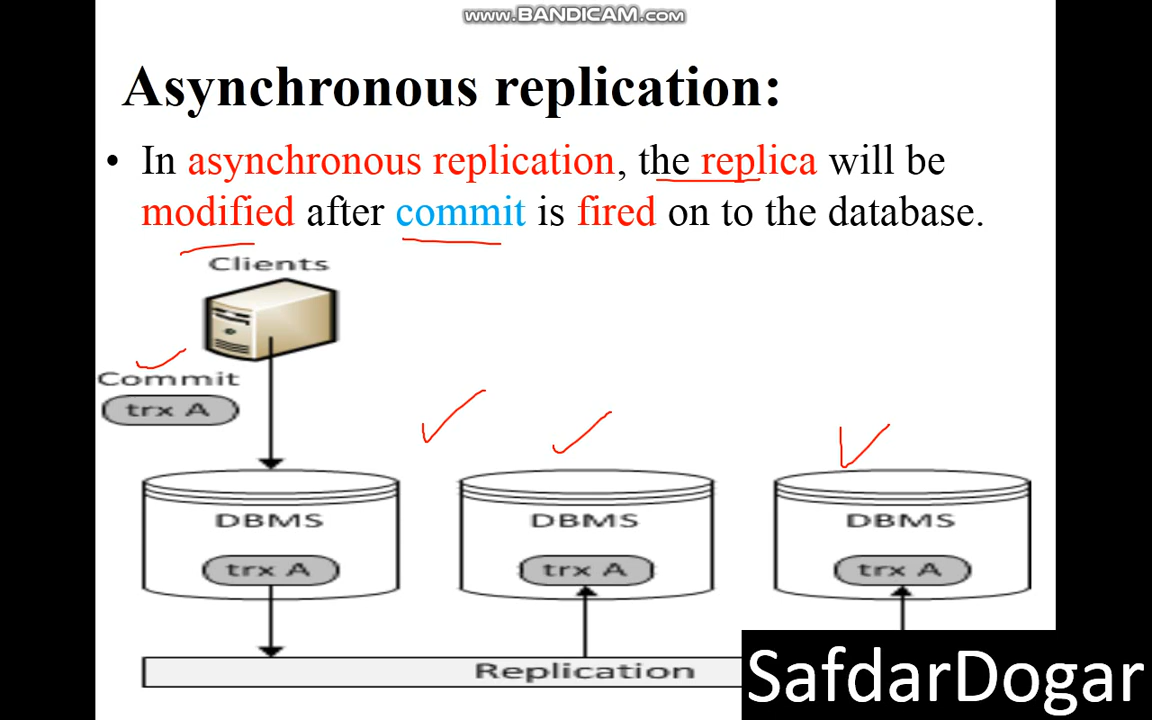 www.BANDICAM.com
Asynchronous replication:
• In asynchronous replication, the replica will be
modified after commit is fired on to the database.
Clients
Commit
trx A
DBMS DBMS DBMS
trx A trx A trx A
Replication
SafdarDogar